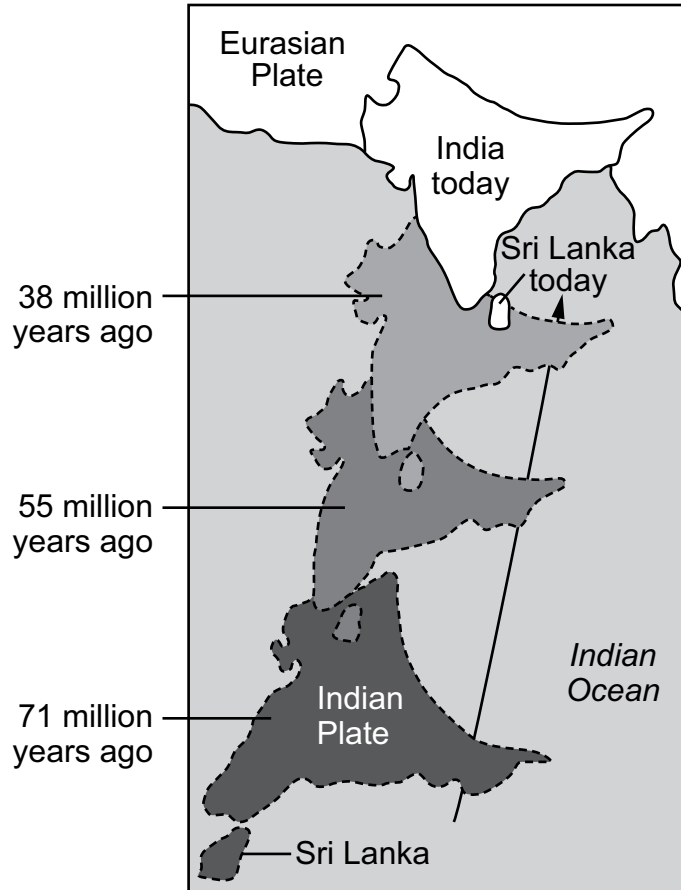 Eurasian
Plate
India
today
Sri Lanka
today
38 million
years ago
55 million
years ago
Indian
Ocean
Indian
Plate
71 million
years ago
Sri Lanka